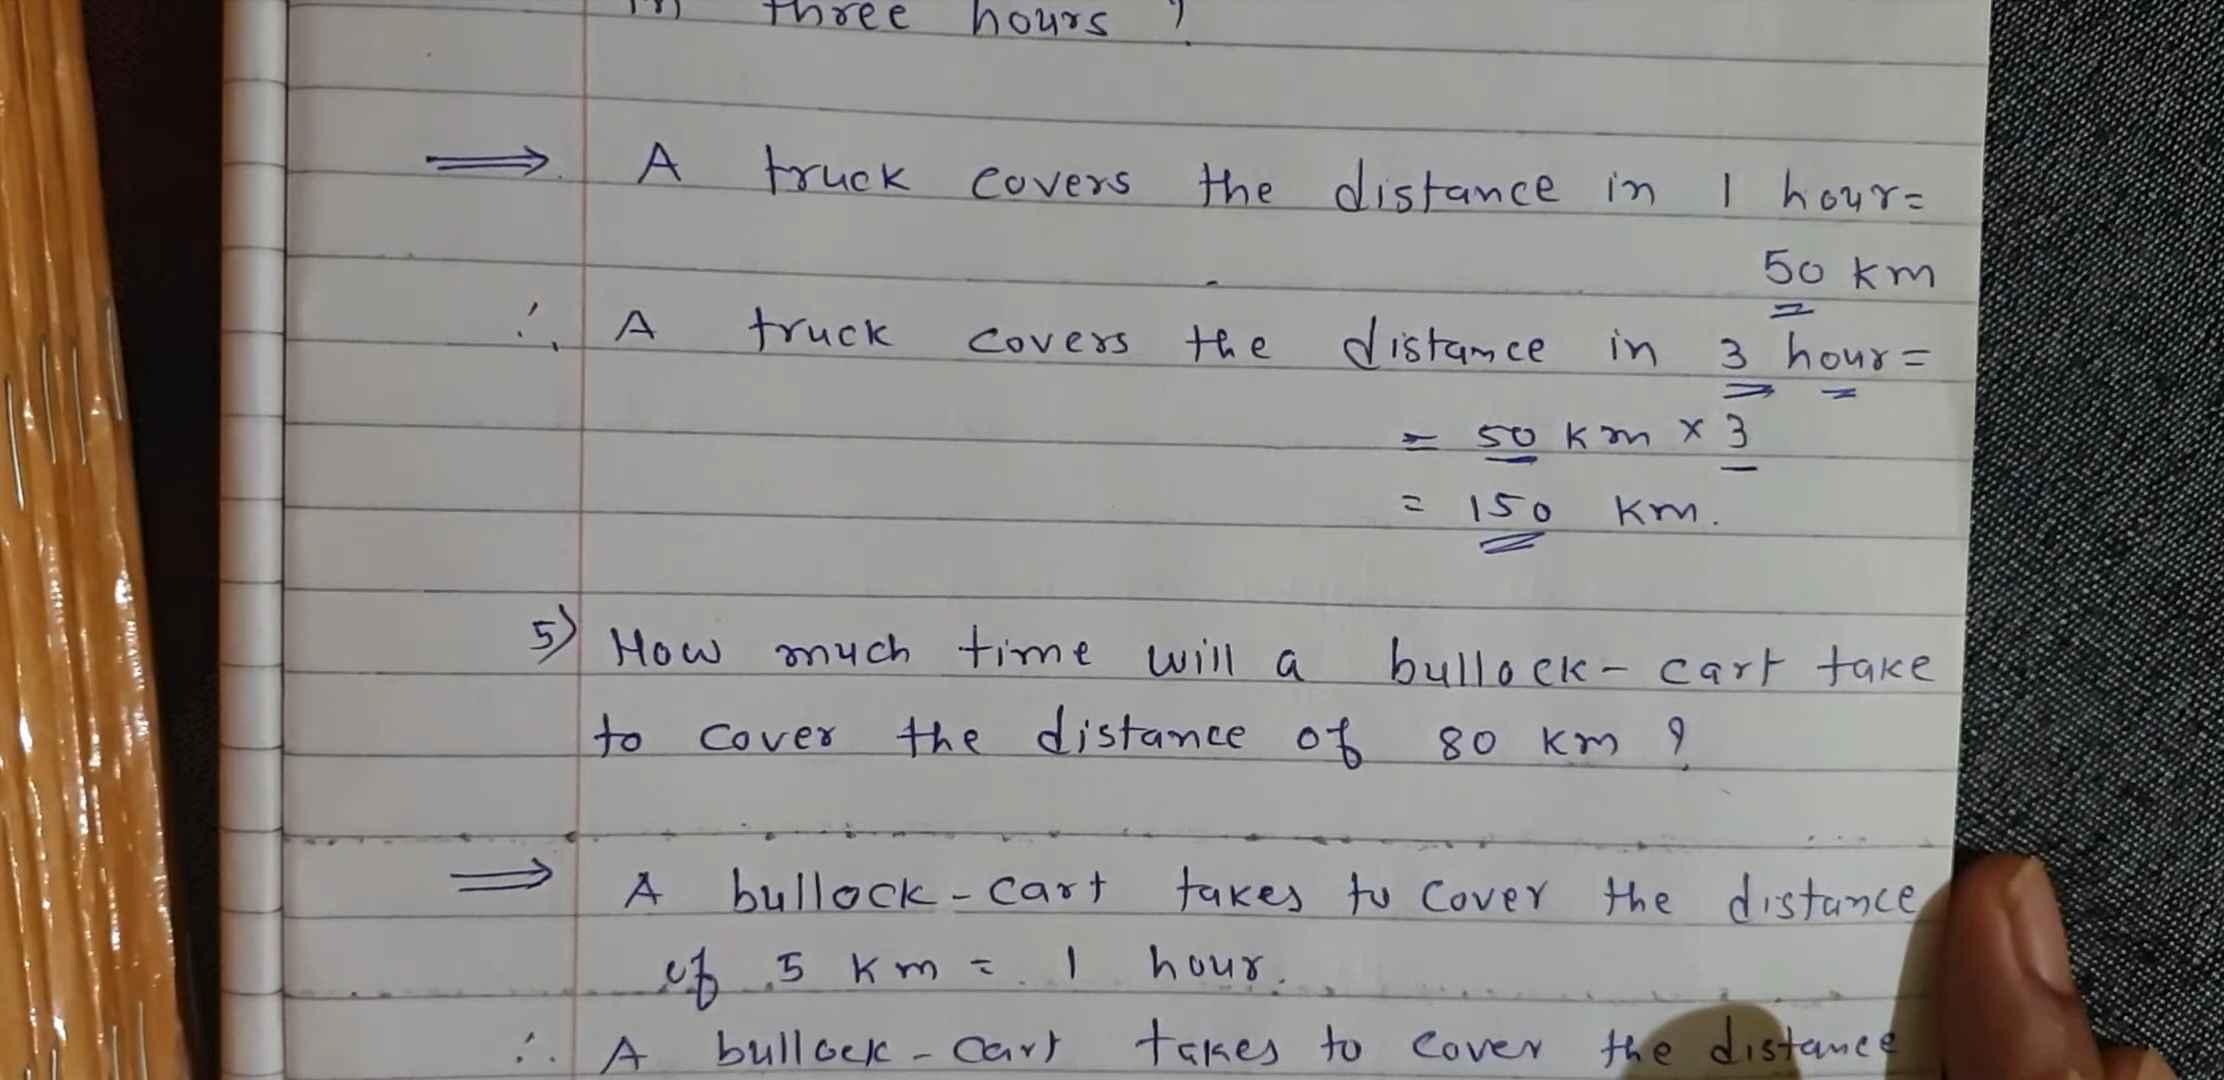 in three hours ?
⟹ A truck covers the distance in 1 hour =
50 km
∴ A truck covers the distance in 3 hour =
= 50 km × 3
= 150 km.
5) How much time will a bullock-cart take
to cover the distance of 80 km ?
⟹ A bullock-cart takes to cover the distance
of 5 km = 1 hour.
∴ A bullock-cart takes to cover the distance